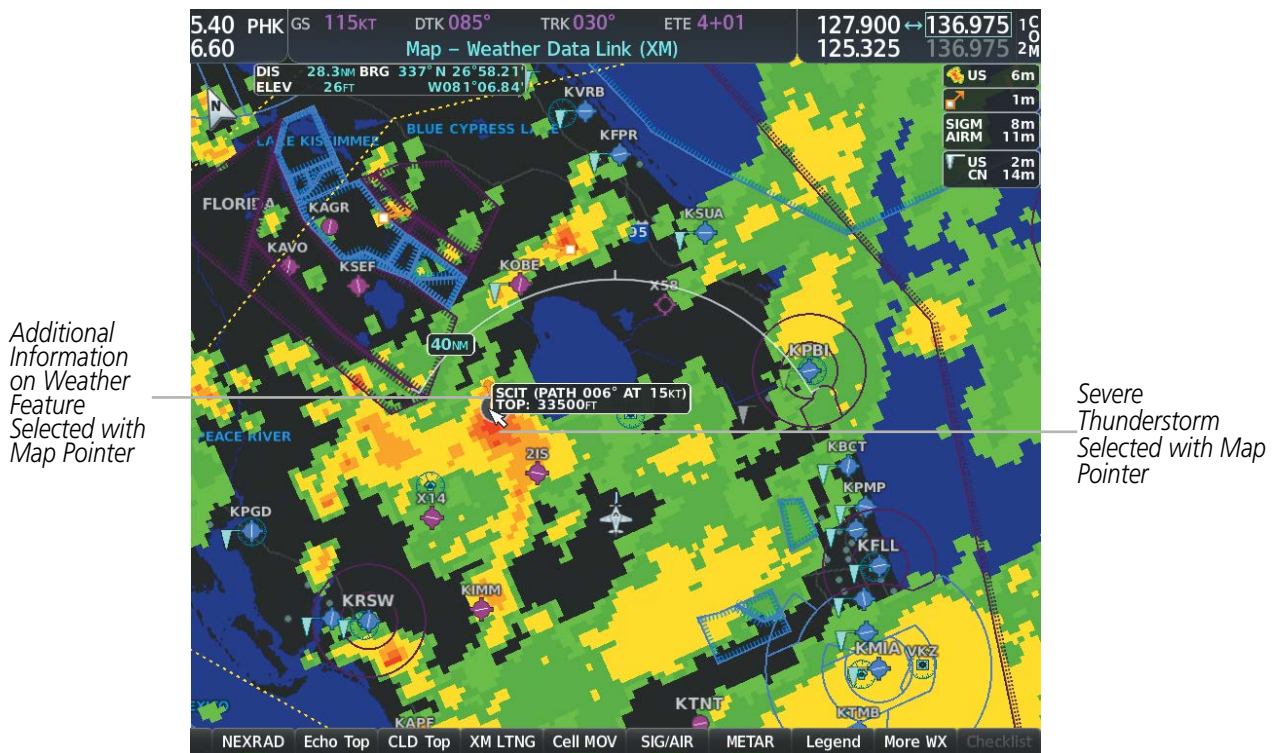 5.40 PHK GS 115KT DTK 085° TRK 030° ETE 4+01 127.900 ↔ 136.975 1 C
6.60 Map – Weather Data Link (XM) 125.325 136.975 2 O M
DIS 28.3NM BRG 337° N 26°58.21'
ELEV 26FT W081°06.84'
US 6m
1m
SIGM 8m
AIRM 11m
US 2m
CN 14m
N
KVRB
BLUE CYPRESS LAKE
KFPR
LAKE KISSIMMEE
FLORIDA
KAGR
KSUA
95
KAVO
KSEF
KOBE
X58
40NM
KPBI
SCIT (PATH 006° AT 15KT)
TOP: 33500FT
Additional
Information
on Weather
Feature
Selected with
Map Pointer
Severe
Thunderstorm
Selected with Map
Pointer
EACE RIVER
2IS
KBCT
X14
KPMP
KPGD
KFLL
KIMM
KRSW
KMIA
VKZ
KTNT
KTMB
EXICO
KAPF
NEXRAD Echo Top CLD Top XM LTNG Cell MOV SIG/AIR METAR Legend More WX Checklist